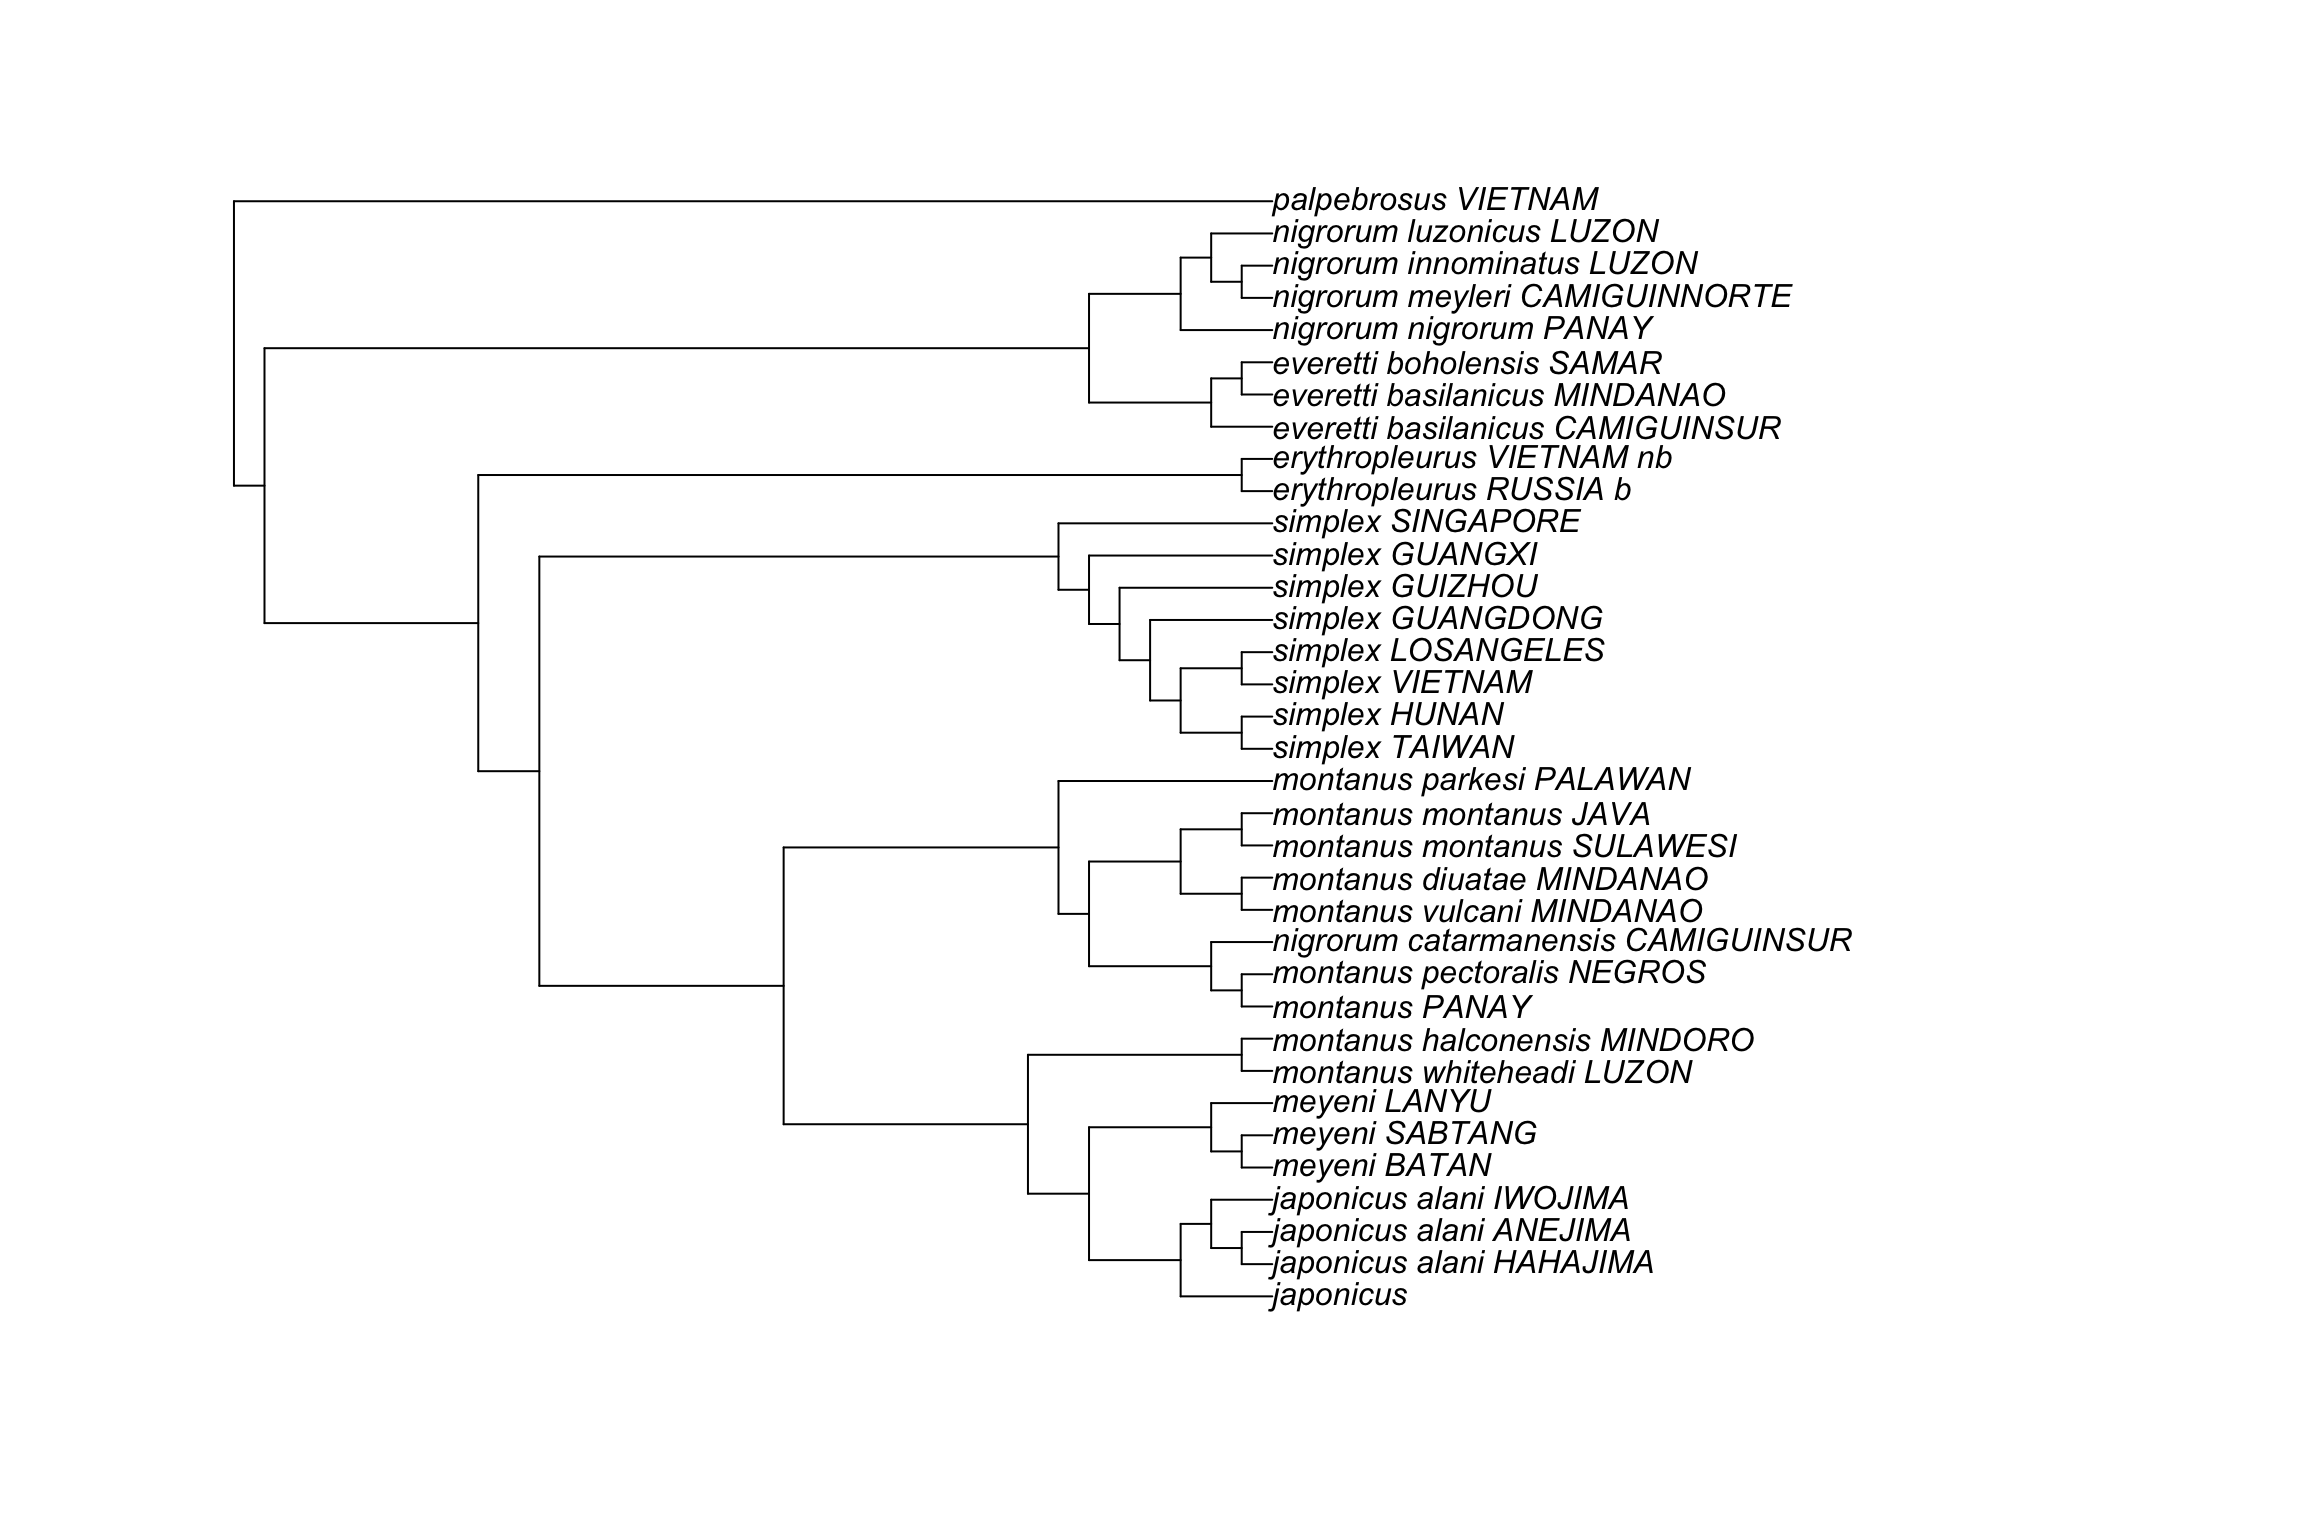 palpebrosus VIETNAM
nigrorum luzonicus LUZON
nigrorum innominatus LUZON
nigrorum meyleri CAMIGUINNORTE
nigrorum nigrorum PANAY
everetti boholensis SAMAR
everetti basilanicus MINDANAO
everetti basilanicus CAMIGUINSUR
erythropleurus VIETNAM nb
erythropleurus RUSSIA b
simplex SINGAPORE
simplex GUANGXI
simplex GUIZHOU
simplex GUANGDONG
simplex LOSANGELES
simplex VIETNAM
simplex HUNAN
simplex TAIWAN
montanus parkesi PALAWAN
montanus montanus JAVA
montanus montanus SULAWESI
montanus diuatae MINDANAO
montanus vulcani MINDANAO
nigrorum catarmanensis CAMIGUINSUR
montanus pectoralis NEGROS
montanus PANAY
montanus halconensis MINDORO
montanus whiteheadi LUZON
meyeni LANYU
meyeni SABTANG
meyeni BATAN
japonicus alani IWOJIMA
japonicus alani ANEJIMA
japonicus alani HAHAJIMA
japonicus